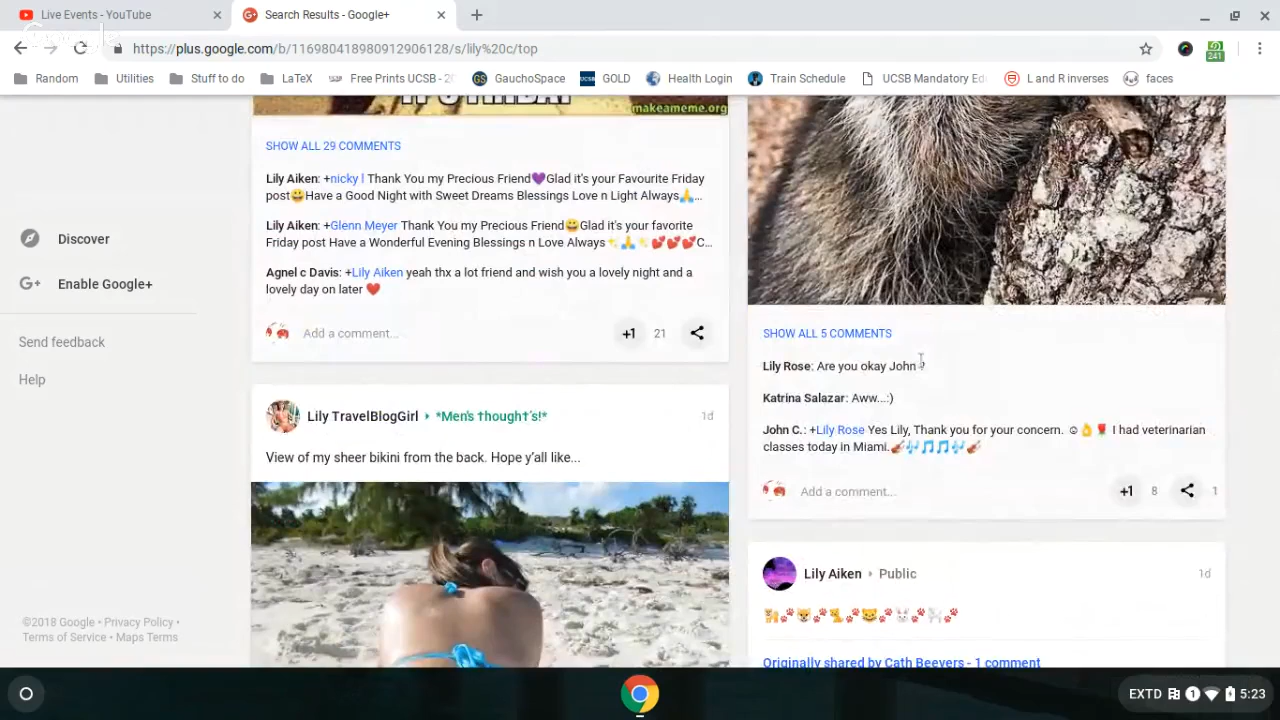 Live Events - YouTube
Search Results - Google+
Google+
https://plus.google.com/b/116980418980912906128/s/lily%20c/top
Random
Utilities
Stuff to do
LaTeX
Free Prints UCSB - 2
GauchoSpace
GOLD
Health Login
Train Schedule
UCSB Mandatory Ed
L and R inverses
faces
241
makeameme.org
SHOW ALL 29 COMMENTS
Lily Aiken: +nicky l Thank You my Precious Friend💜Glad it's your Favourite Friday
post😀Have a Good Night with Sweet Dreams Blessings Love n Light Always🙏...
Lily Aiken: +Glenn Meyer Thank You my Precious Friend😀Glad it's your favorite
Friday post Have a Wonderful Evening Blessings n Love Always✨🙏✨💕💕💕C...
Agnel c Davis: +Lily Aiken yeah thx a lot friend and wish you a lovely night and a
lovely day on later ❤️
Add a comment...
+1
21
Lily TravelBlogGirl
*Men's †hough†'s!*
1d
View of my sheer bikini from the back. Hope y'all like...
SHOW ALL 5 COMMENTS
Lily Rose: Are you okay John ?
Katrina Salazar: Aww...:)
John C.: +Lily Rose Yes Lily, Thank you for your concern. ☺👌🌹 I had veterinarian
classes today in Miami.🎻🎶🎵🎵🎶🎻
Add a comment...
+1
8
1
Lily Aiken
Public
1d
🐕🐾😺🐾🐈🐾😺🐾🐰🐾🐩🐾
Originally shared by Cath Beevers - 1 comment
Discover
G+
Enable Google+
Send feedback
Help
©2018 Google • Privacy Policy •
Terms of Service • Maps Terms
EXTD
1
5:23